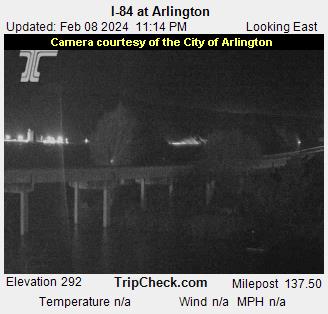 I-84 at Arlington
Updated: Feb 08 2024 11:14 PM Looking East
Camera courtesy of the City of Arlington
Elevation 292 TripCheck.com Milepost 137.50
Temperature n/a Wind n/a MPH n/a